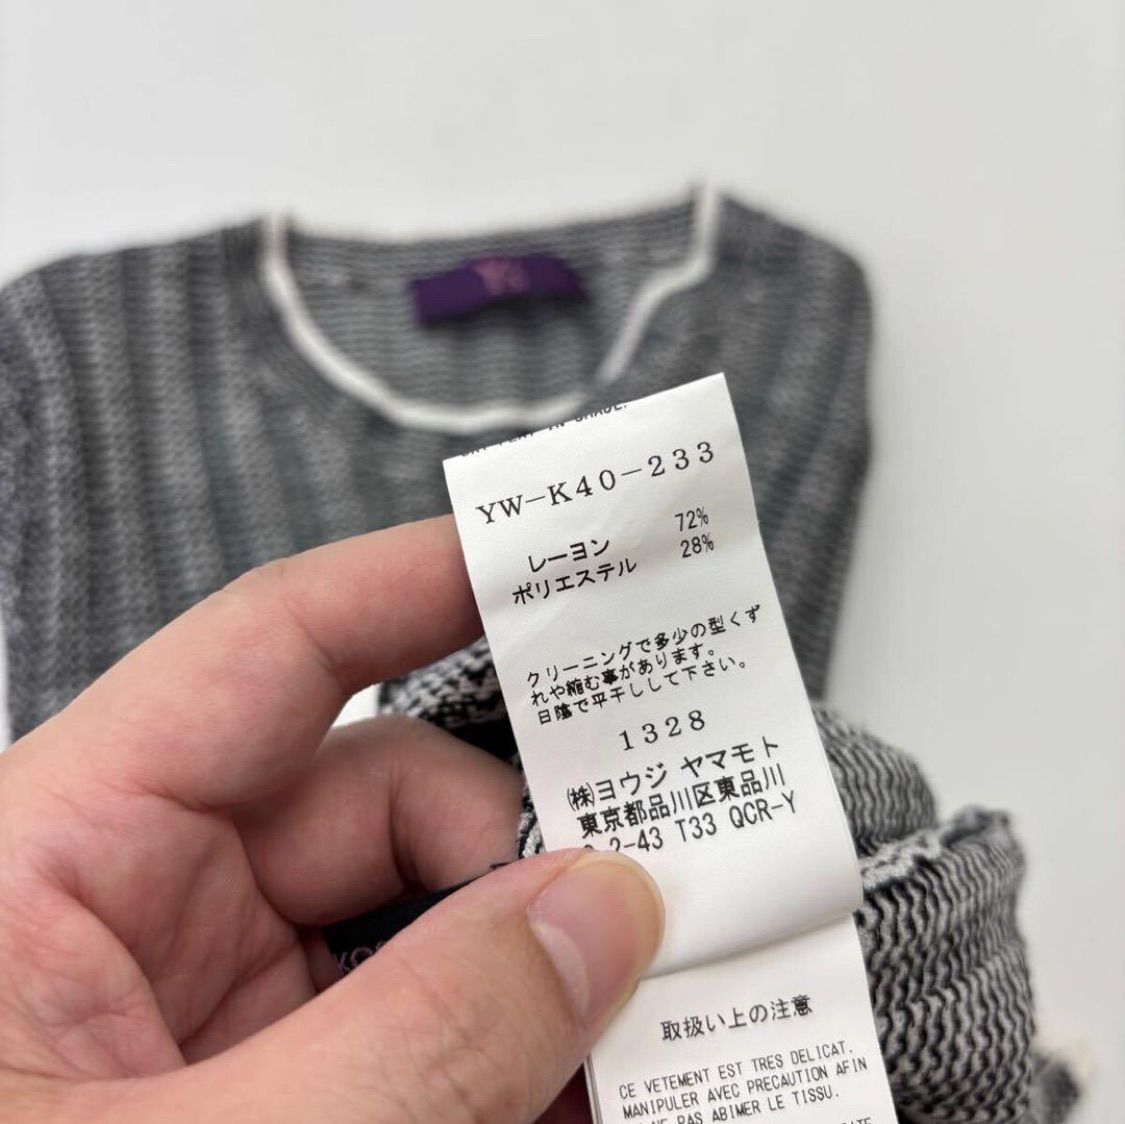 DRY FLAT IN SHADE.
YW-K40-233
レーヨン 72%
ポリエステル 28%
クリーニングで多少の型くず
れや縮む事があります。
日陰で平干しして下さい。
1328
㈱ヨウジ ヤマモト
東京都品川区東品川
2-43 T33 QCR-Y
取扱い上の注意
CE VETEMENT EST TRES DELICAT.
MANIPULER AVEC PRECAUTION AFIN
NE PAS ABIMER LE TISSU.